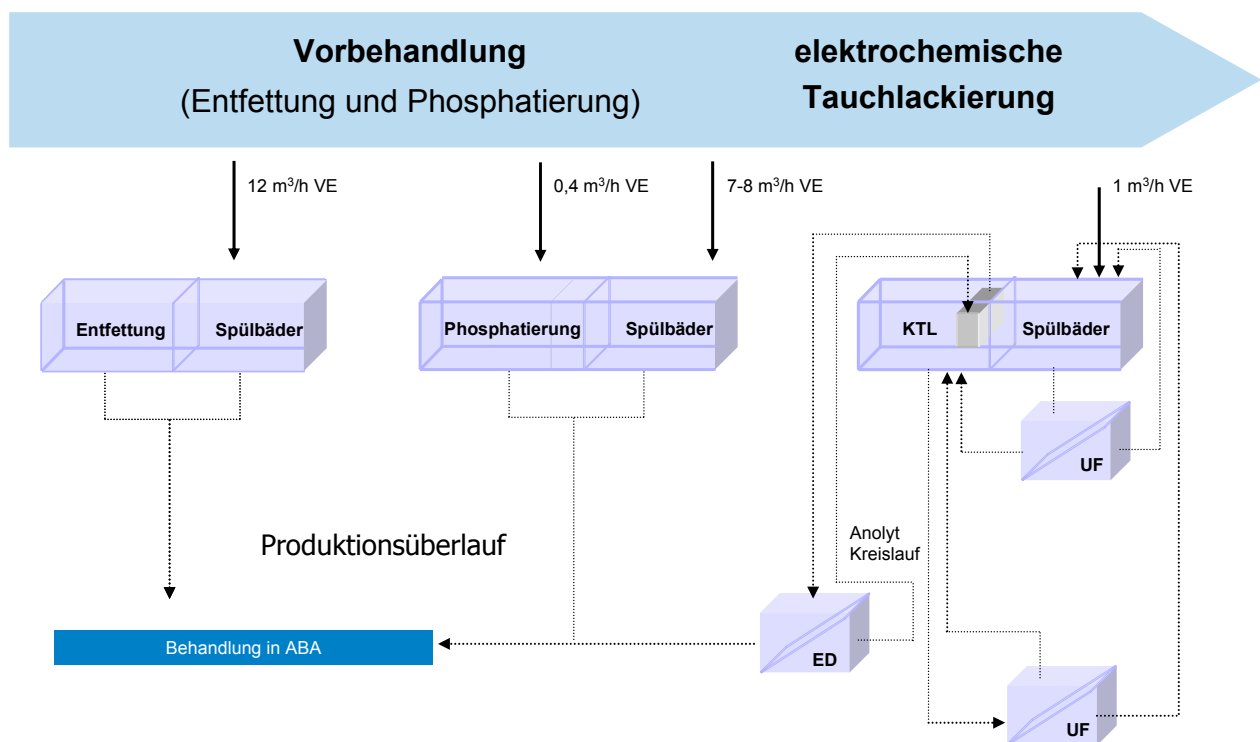 Vorbehandlung
(Entfettung und Phosphatierung)
elektrochemische
Tauchlackierung
12 m³/h VE
0,4 m³/h VE
7-8 m³/h VE
1 m³/h VE
Entfettung
Spülbäder
Phosphatierung
Spülbäder
KTL
Spülbäder
UF
Produktionsüberlauf
Anolyt
Kreislauf
Behandlung in ABA
ED
UF